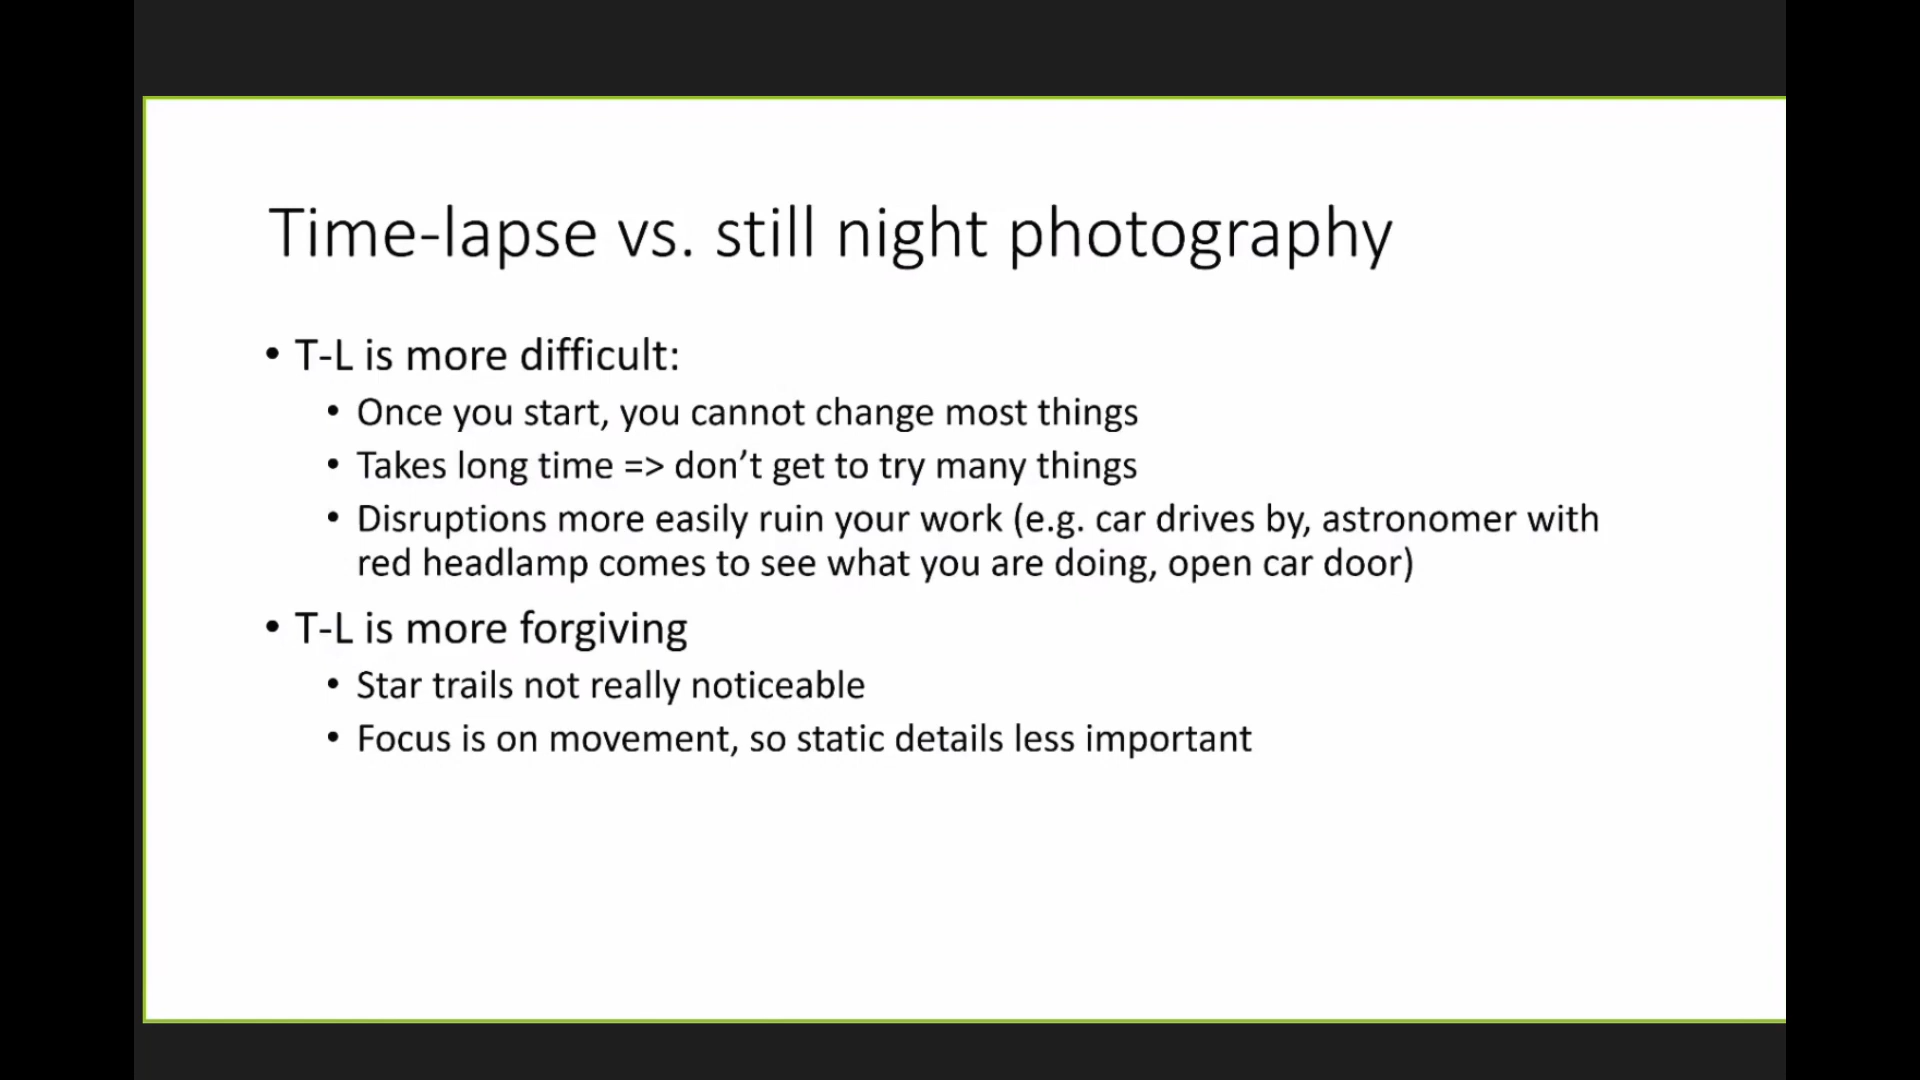 Time-lapse vs. still night photography
• T-L is more difficult:
• Once you start, you cannot change most things
• Takes long time => don’t get to try many things
• Disruptions more easily ruin your work (e.g. car drives by, astronomer with
red headlamp comes to see what you are doing, open car door)
• T-L is more forgiving
• Star trails not really noticeable
• Focus is on movement, so static details less important